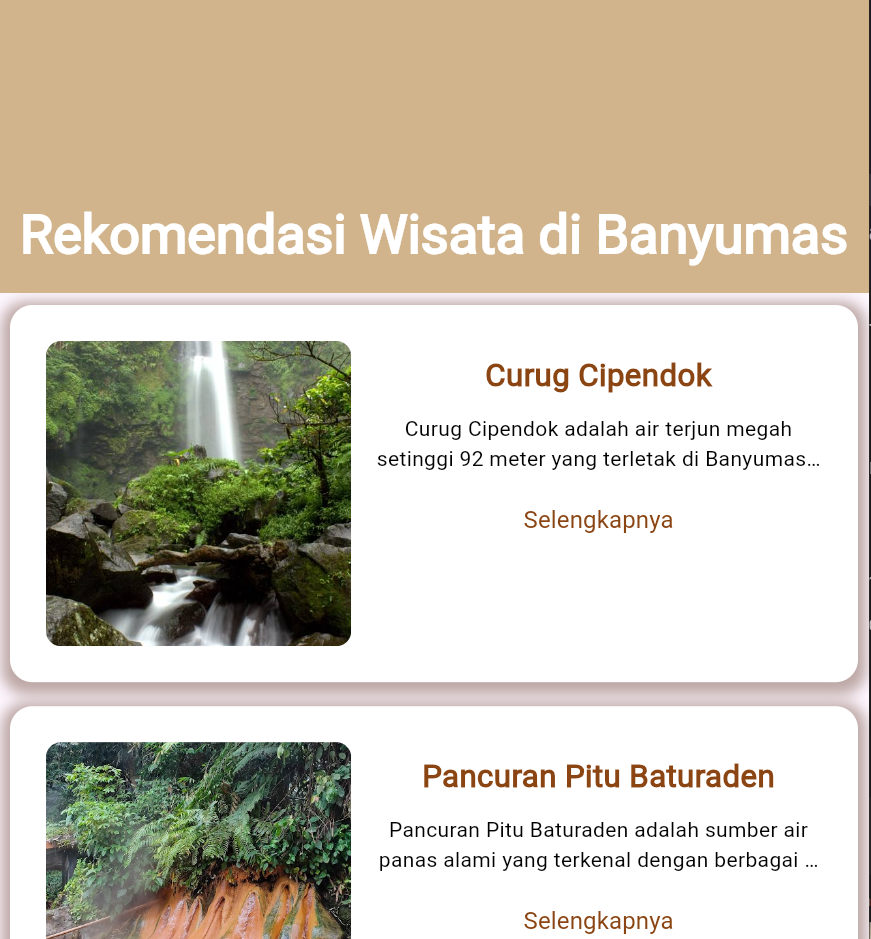 Rekomendasi Wisata di Banyumas
Curug Cipendok
Curug Cipendok adalah air terjun megah
setinggi 92 meter yang terletak di Banyumas…
Selengkapnya
Pancuran Pitu Baturaden
Pancuran Pitu Baturaden adalah sumber air
panas alami yang terkenal dengan berbagai …
Selengkapnya